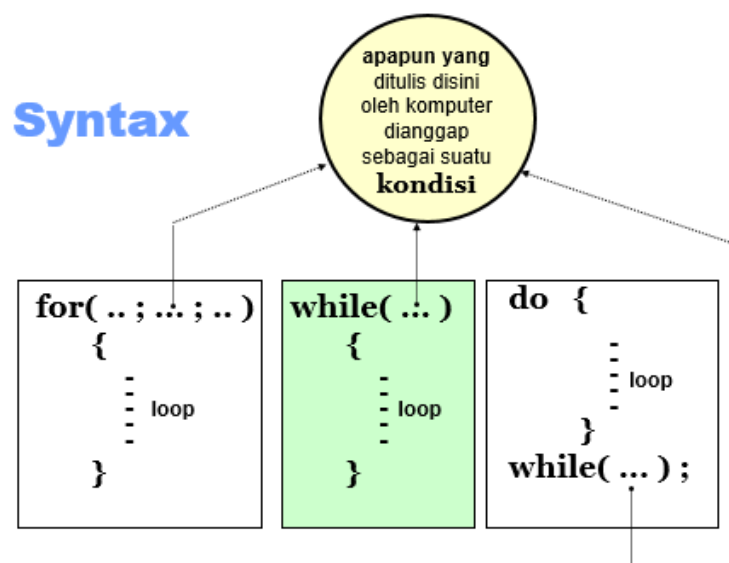 Syntax
apapun yang
ditulis disini
oleh komputer
dianggap
sebagai suatu
kondisi
for( .. ; ... ; .. )
{
-
-
- loop
-
-
}
while( ... )
{
-
-
- loop
-
-
}
do {
-
-
- loop
-
-
}
while( ... ) ;